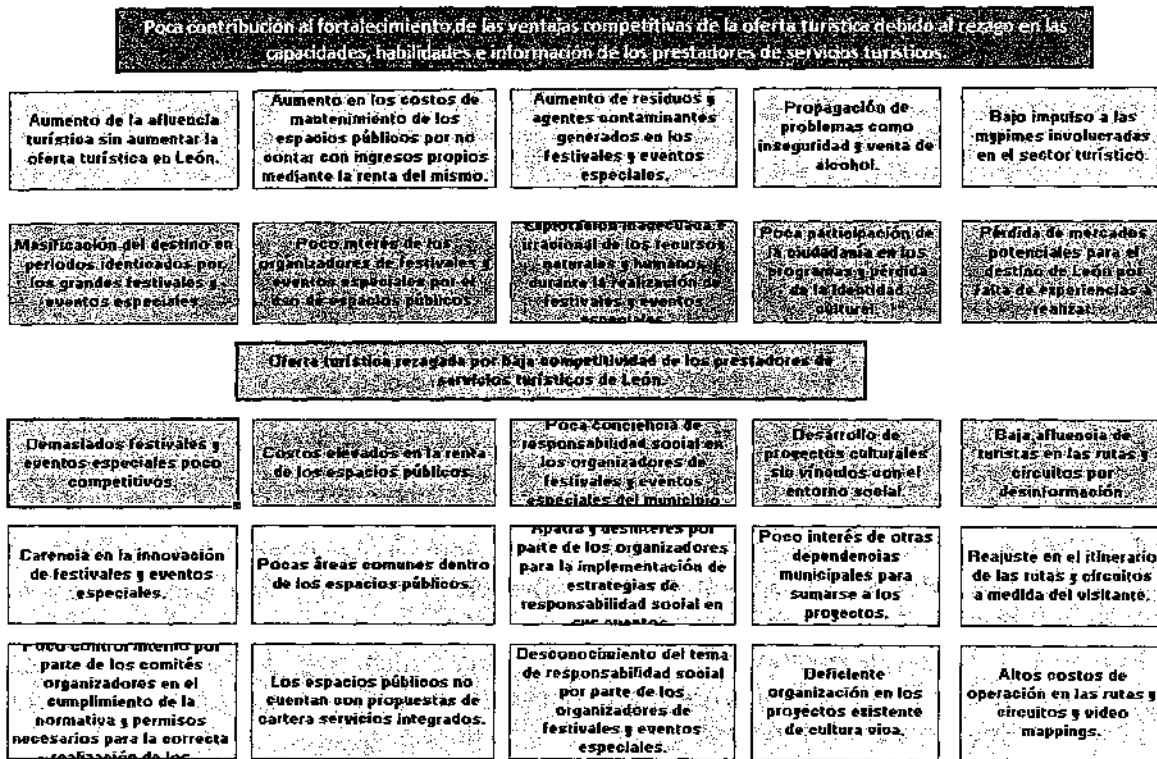 Poca contribución al fortalecimiento de las ventajas competitivas de la oferta turística debido al rezago en las
capacidades, habilidades e información de los prestadores de servicios turísticos.
Aumento de la afluencia
turística sin aumentar la
oferta turística en León.
Aumento en los costos de
mantenimiento de los
espacios públicos por no
contar con ingresos propios
mediante la renta del mismo.
Aumento de residuos y
agentes contaminantes
generados en los
festivales y eventos
especiales.
Propagación de
problemas como
inseguridad y venta de
alcohol.
Bajo impulso a las
mypimes involucradas
en el sector turístico.
Masificación del destino en
periodos identicados por
los grandes festivales y
eventos especiales
Poco interés de los
organizadores de festivales y
eventos especiales por el
uso de espacios públicos.
Explotación inadecuada e
irracional de los recursos
naturales y humanos
durante la realización de
festivales y eventos
especiales
Poca participación de
la ciudadanía en los
programas y pérdida
de la identidad
cultural.
Pérdida de mercados
potenciales para el
destino de León por
falta de experiencias a
realizar.
Oferta turística rezagada por baja competitividad de los prestadores de
servicios turísticos de León.
Demasiados festivales y
eventos especiales poco
competitivos.
Costos elevados en la renta
de los espacios públicos.
Poca conciencia de
responsabilidad social en
los organizadores de
festivales y eventos
especiales del municipio
Desarrollo de
proyectos culturales
sin vínculos con el
entorno social.
Baja afluencia de
turistas en las rutas y
circuitos por
desinformación.
Carencia en la innovación
de festivales y eventos
especiales.
Pocas áreas comunes dentro
de los espacios públicos.
Apatía y desinterés por
parte de los organizadores
para la implementación de
estrategias de
responsabilidad social en
sus eventos.
Poco interés de otras
dependencias
municipales para
sumarse a los
proyectos.
Reajuste en el itinerario
de las rutas y circuitos
a medida del visitante.
Poco control interno por
parte de los comités
organizadores en el
cumplimiento de la
normativa y permisos
necesarios para la correcta
realización de los
Los espacios públicos no
cuentan con propuestas de
cartera servicios integrados.
Desconocimiento del tema
de responsabilidad social
por parte de los
organizadores de
festivales y eventos
especiales.
Deficiente
organización en los
proyectos existente
de cultura viva.
Altos costos de
operación en las rutas y
circuitos y video
mappings.